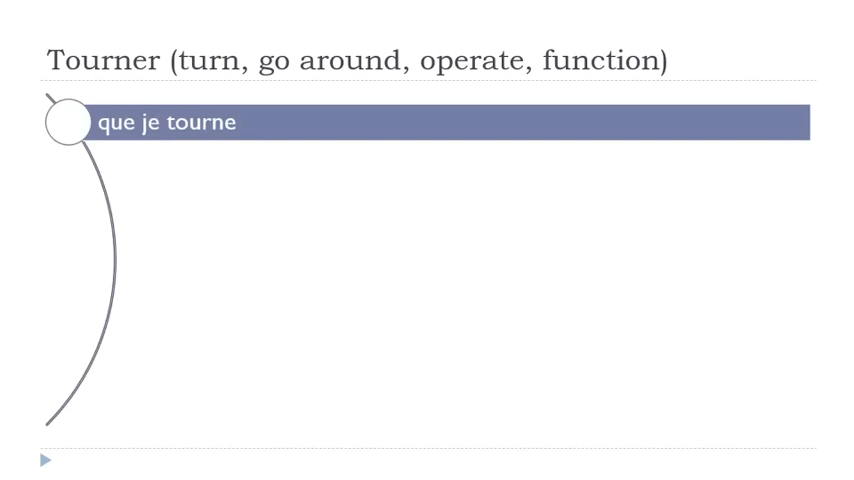 Tourner (turn, go around, operate, function)
que je tourne